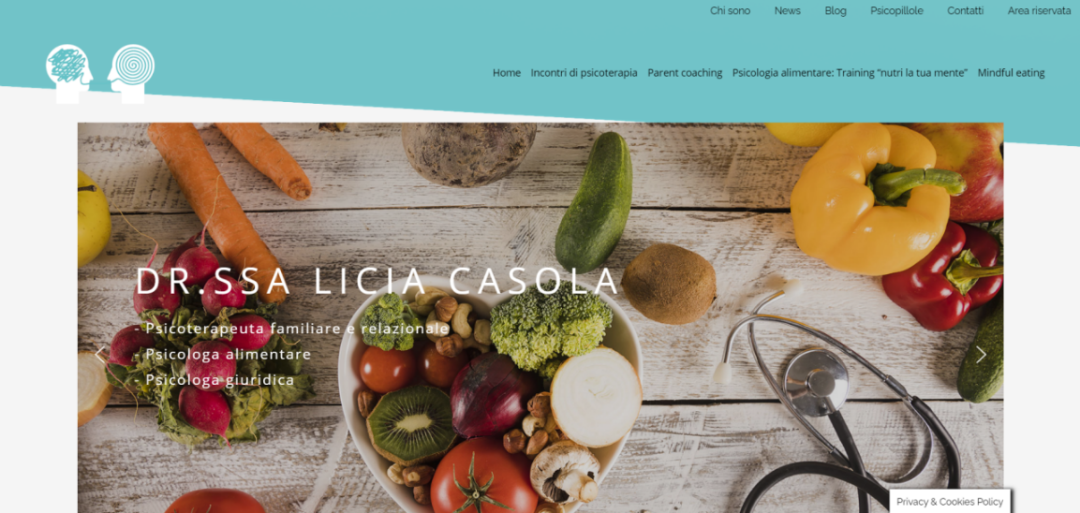 Chi sono News Blog Psicopillole Contatti Area riservata
Home Incontri di psicoterapia Parent coaching Psicologia alimentare: Training “nutri la tua mente” Mindful eating
DR.SSA LICIA CASOLA
- Psicoterapeuta familiare e relazionale
- Psicologa alimentare
- Psicologa giuridica
Privacy & Cookies Policy